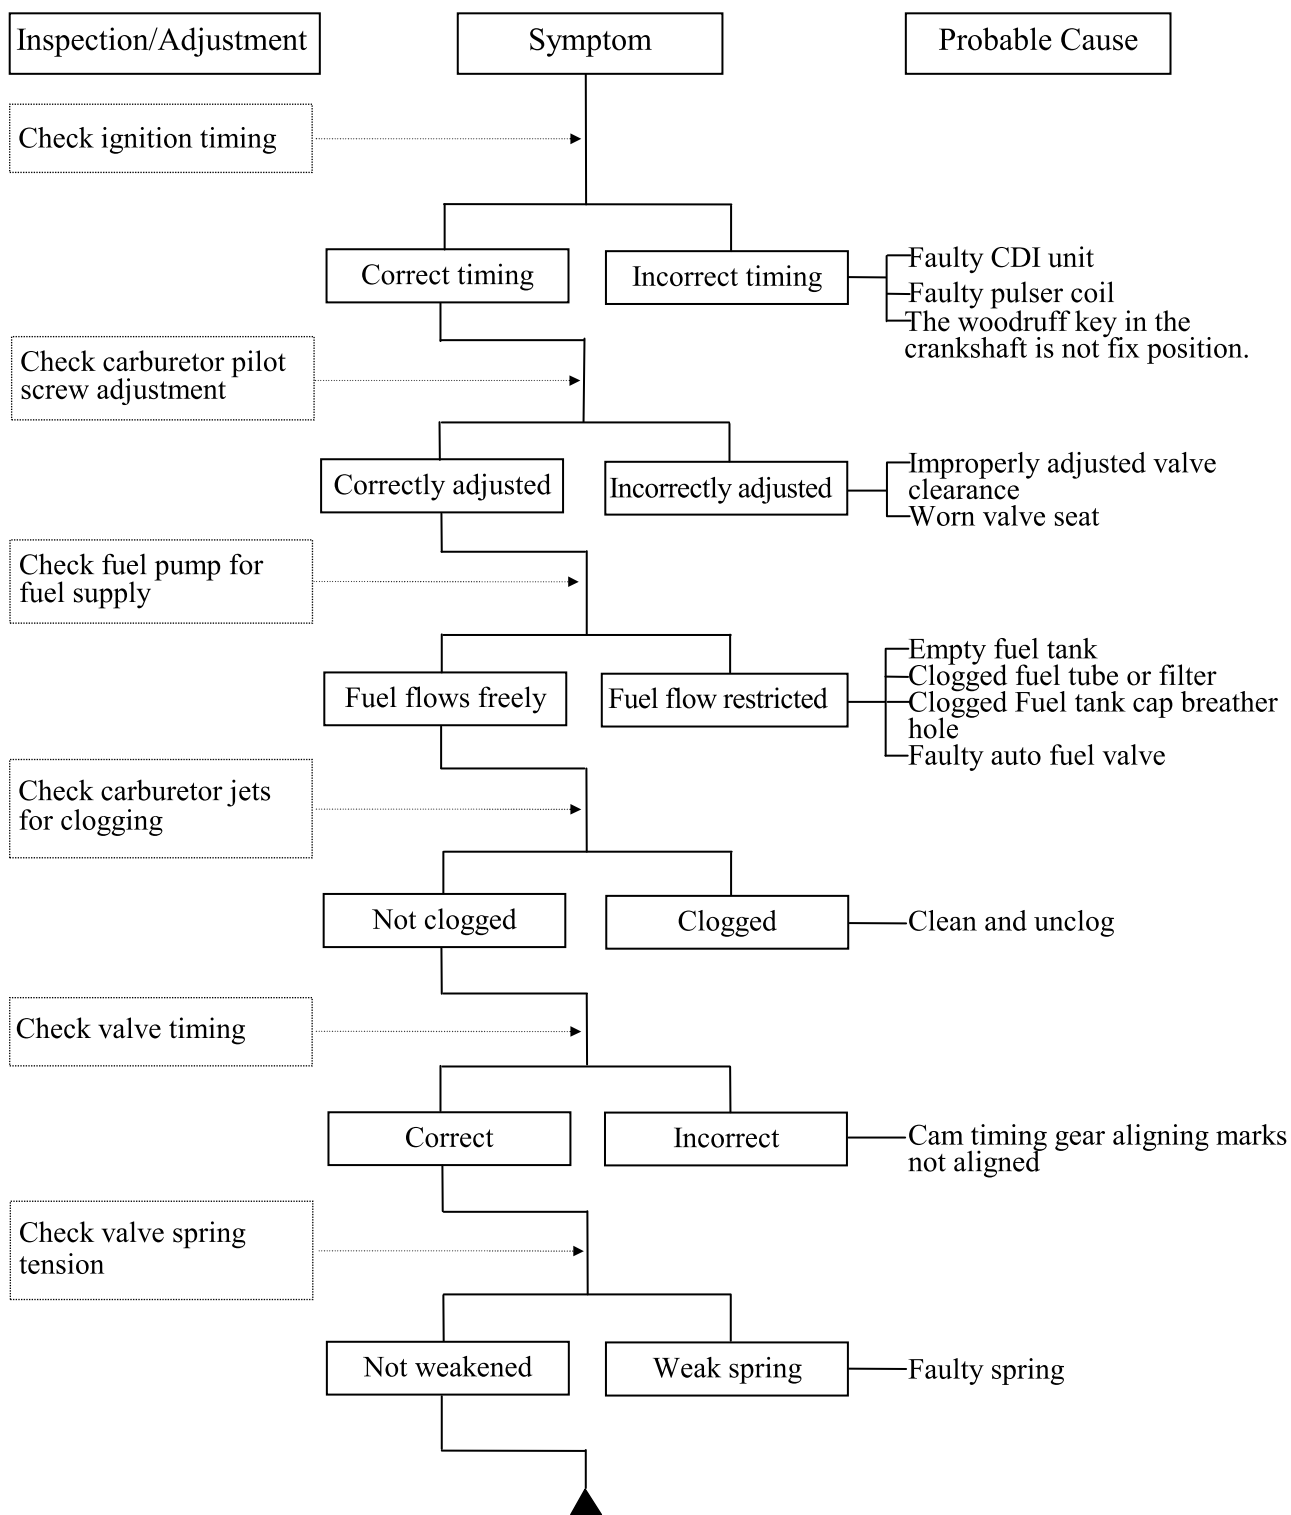 Inspection/Adjustment
Symptom
Probable Cause
Check ignition timing
Correct timing
Incorrect timing
Faulty CDI unit
Faulty pulser coil
The woodruff key in the
crankshaft is not fix position.
Check carburetor pilot
screw adjustment
Correctly adjusted
Incorrectly adjusted
Improperly adjusted valve
clearance
Worn valve seat
Check fuel pump for
fuel supply
Fuel flows freely
Fuel flow restricted
Empty fuel tank
Clogged fuel tube or filter
Clogged Fuel tank cap breather
hole
Faulty auto fuel valve
Check carburetor jets
for clogging
Not clogged
Clogged
Clean and unclog
Check valve timing
Correct
Incorrect
Cam timing gear aligning marks
not aligned
Check valve spring
tension
Not weakened
Weak spring
Faulty spring